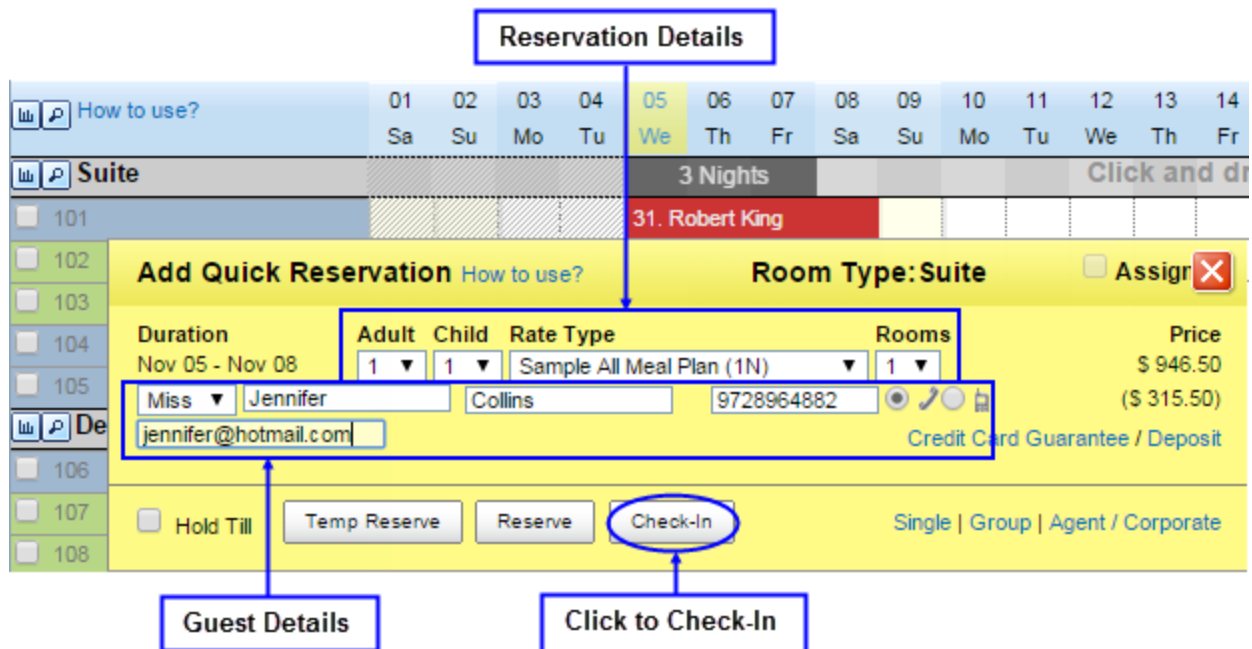 Reservation Details
How to use? 01 02 03 04 05 06 07 08 09 10 11 12 13 14
Sa Su Mo Tu We Th Fr Sa Su Mo Tu We Th Fr
Suite 3 Nights Click and dr
101 31. Robert King
102 Add Quick Reservation How to use? Room Type:Suite Assign
103
Duration Adult Child Rate Type Rooms Price
104 Nov 05 - Nov 08 1 1 Sample All Meal Plan (1N) 1 $ 946.50
105 Miss Jennifer Collins 9728964882 ($ 315.50)
De jennifer@hotmail.com Credit Card Guarantee / Deposit
106
107 Hold Till Temp Reserve Reserve Check-In Single | Group | Agent / Corporate
108
Guest Details Click to Check-In